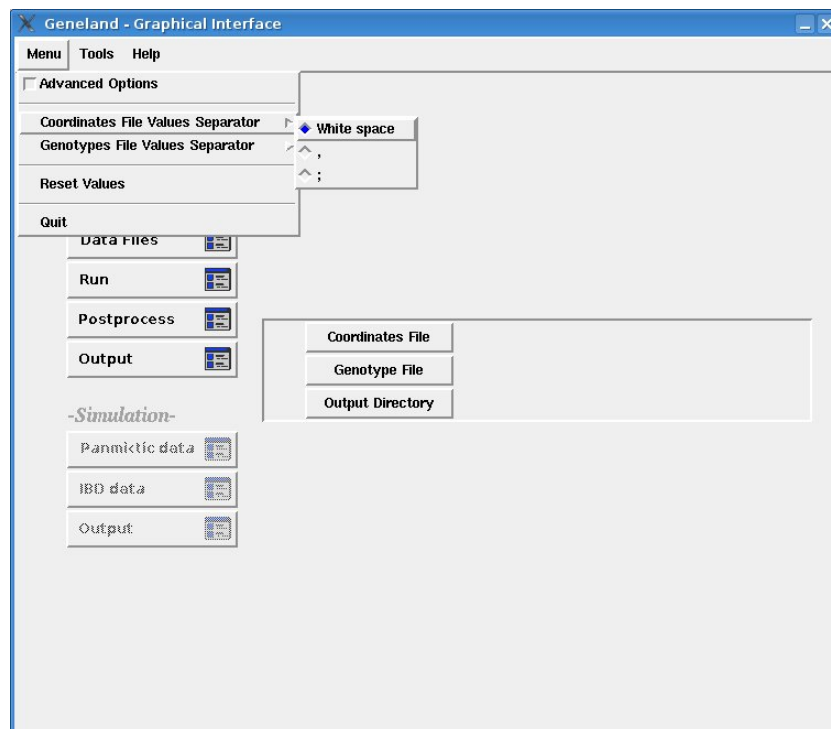 Geneland - Graphical Interface
Menu Tools Help
Advanced Options
Coordinates File Values Separator
White space
Genotypes File Values Separator
,
;
Reset Values
Quit
Data Files
Run
Postprocess
Output
Coordinates File
Genotype File
Output Directory
-Simulation-
Panmictic data
IBD data
Output